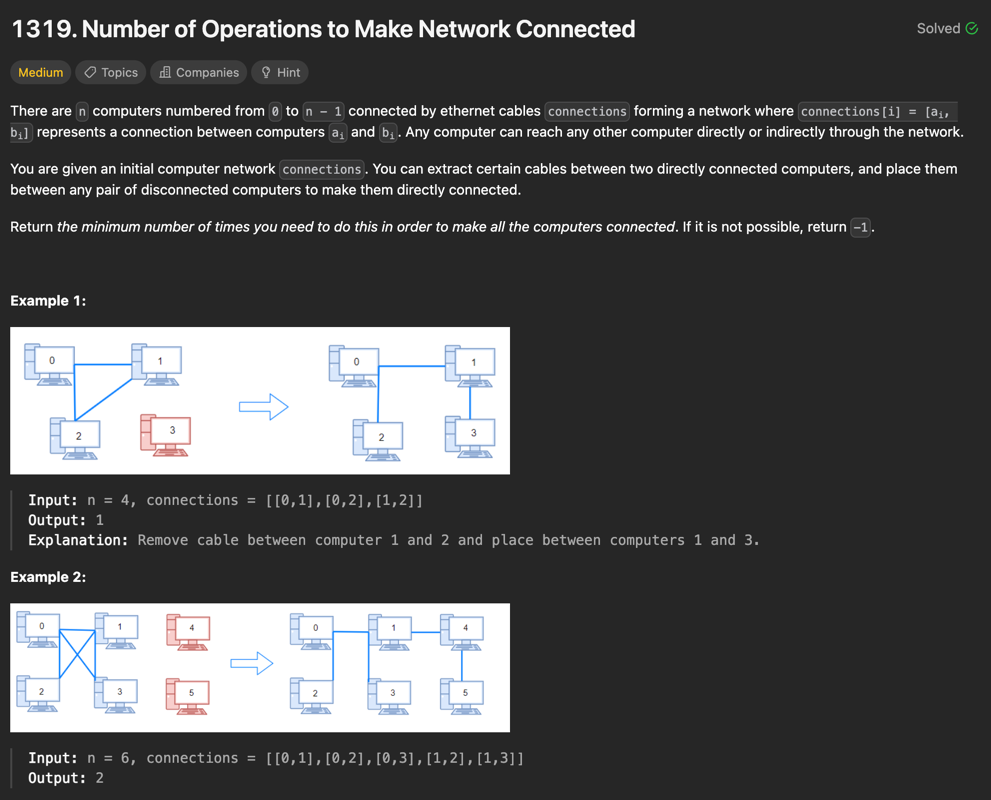 1319. Number of Operations to Make Network Connected
Solved
Medium Topics Companies Hint
There are n computers numbered from 0 to n - 1 connected by ethernet cables connections forming a network where connections[i] = [ai,
bi] represents a connection between computers ai and bi. Any computer can reach any other computer directly or indirectly through the network.
You are given an initial computer network connections. You can extract certain cables between two directly connected computers, and place them
between any pair of disconnected computers to make them directly connected.
Return the minimum number of times you need to do this in order to make all the computers connected. If it is not possible, return -1.
Example 1:
0 1 0 1
2 3 2 3
Input: n = 4, connections = [[0,1],[0,2],[1,2]]
Output: 1
Explanation: Remove cable between computer 1 and 2 and place between computers 1 and 3.
Example 2:
0 1 4 0 1 4
2 3 5 2 3 5
Input: n = 6, connections = [[0,1],[0,2],[0,3],[1,2],[1,3]]
Output: 2